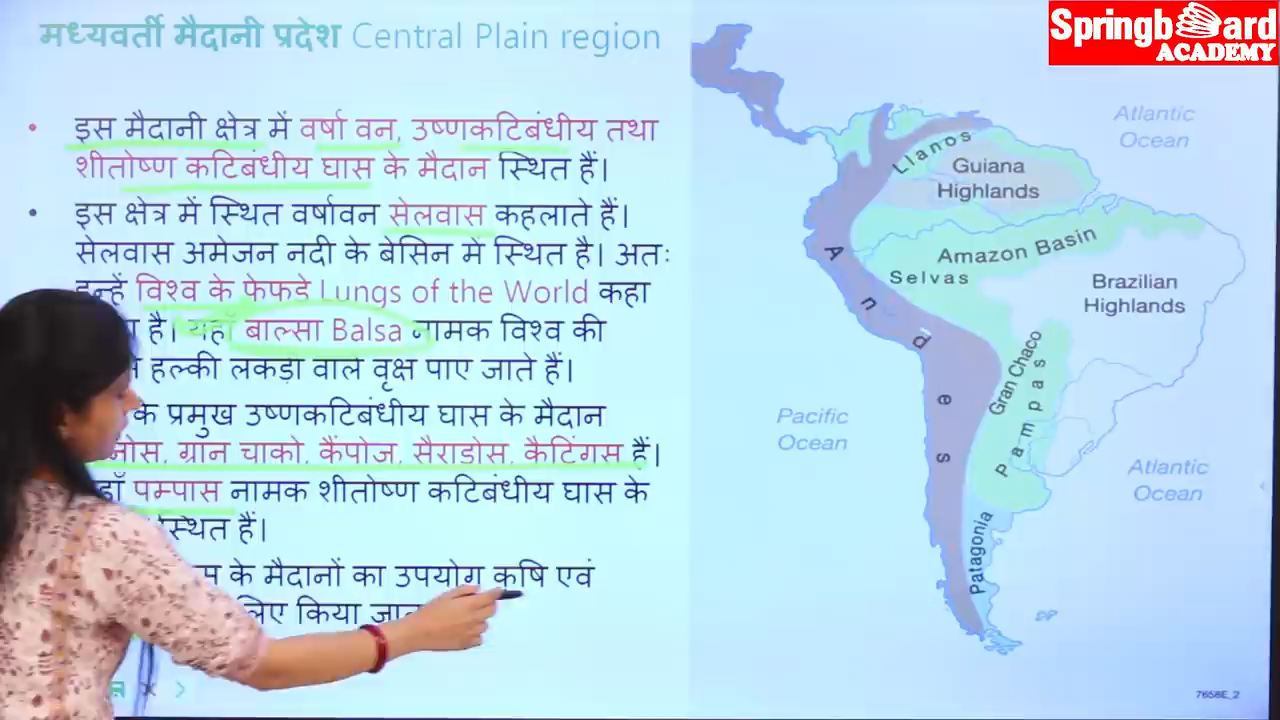 मध्यवर्ती मैदानी प्रदेश Central Plain region
Springboard
ACADEMY
• इस मैदानी क्षेत्र में वर्षा वन, उष्णकटिबंधीय तथा
शीतोष्ण कटिबंधीय घास के मैदान स्थित हैं।
• इस क्षेत्र में स्थित वर्षावन सेलवास कहलाते हैं।
सेलवास अमेजन नदी के बेसिन में स्थित है। अतः
इन्हें विश्व के फेफडे Lungs of the World कहा
है। यहाँ बाल्सा Balsa नामक विश्व की
हल्की लकड़ी वाले वृक्ष पाए जाते हैं।
के प्रमुख उष्णकटिबंधीय घास के मैदान
ग्रान चाको, कैंपोज, सैराडोस, कैटिंगस हैं।
पम्पास नामक शीतोष्ण कटिबंधीय घास के
स्थित हैं।
के मैदानों का उपयोग कृषि एवं
लिए किया
Atlantic
Ocean
Llanos
Guiana
Highlands
Amazon Basin
Selvas
Brazilian
Highlands
Andes
Gran Chaco
Pampas
Pacific
Ocean
Atlantic
Ocean
Patagonia
7658E_2